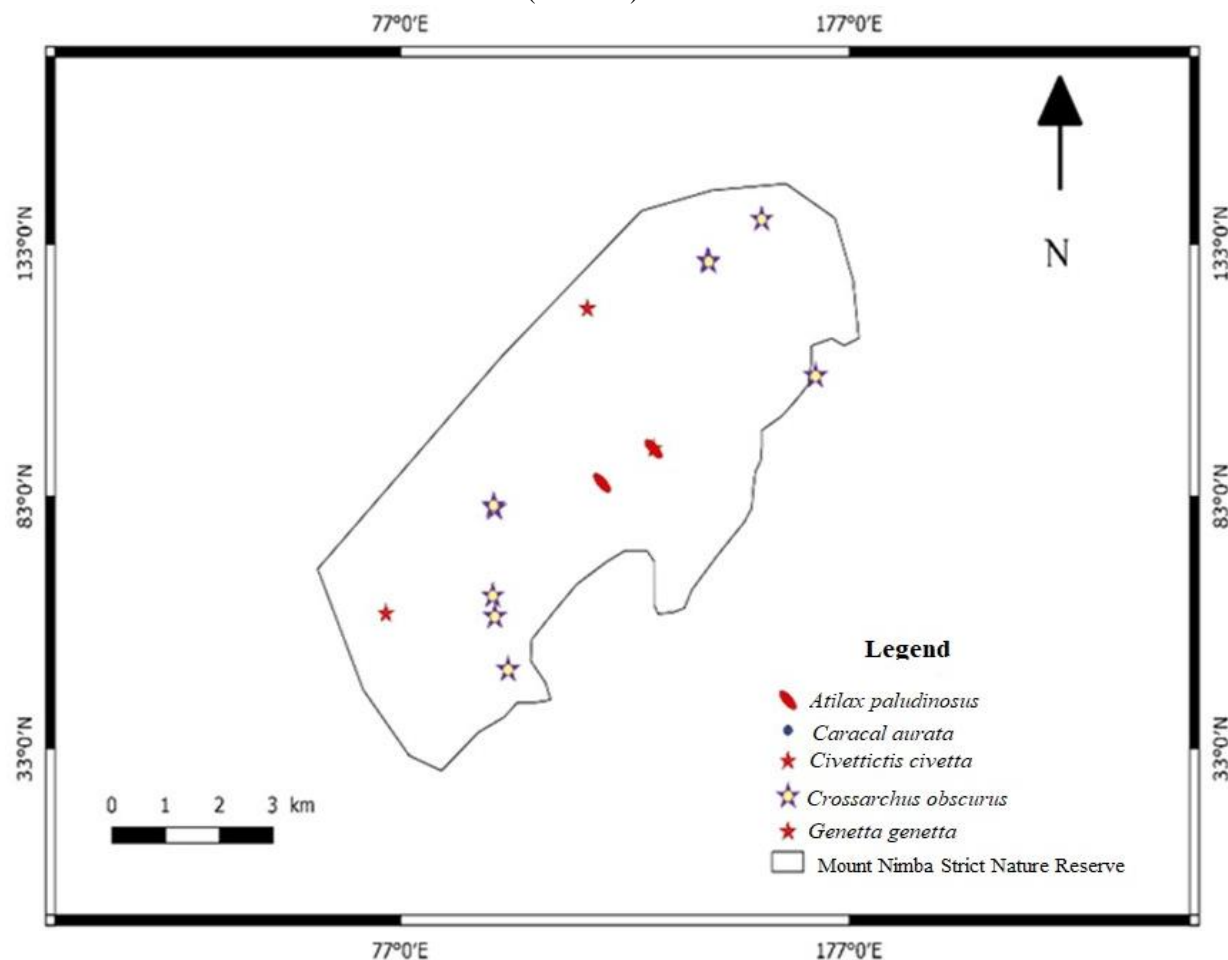 77°0'E 177°0'E
133°0'N 133°0'N
N
83°0'N 83°0'N
Legend
Atilax paludinosus
Caracal aurata
Civettictis civetta
33°0'N 33°0'N
0 1 2 3 km
Crossarchus obscurus
Genetta genetta
Mount Nimba Strict Nature Reserve
77°0'E 177°0'E